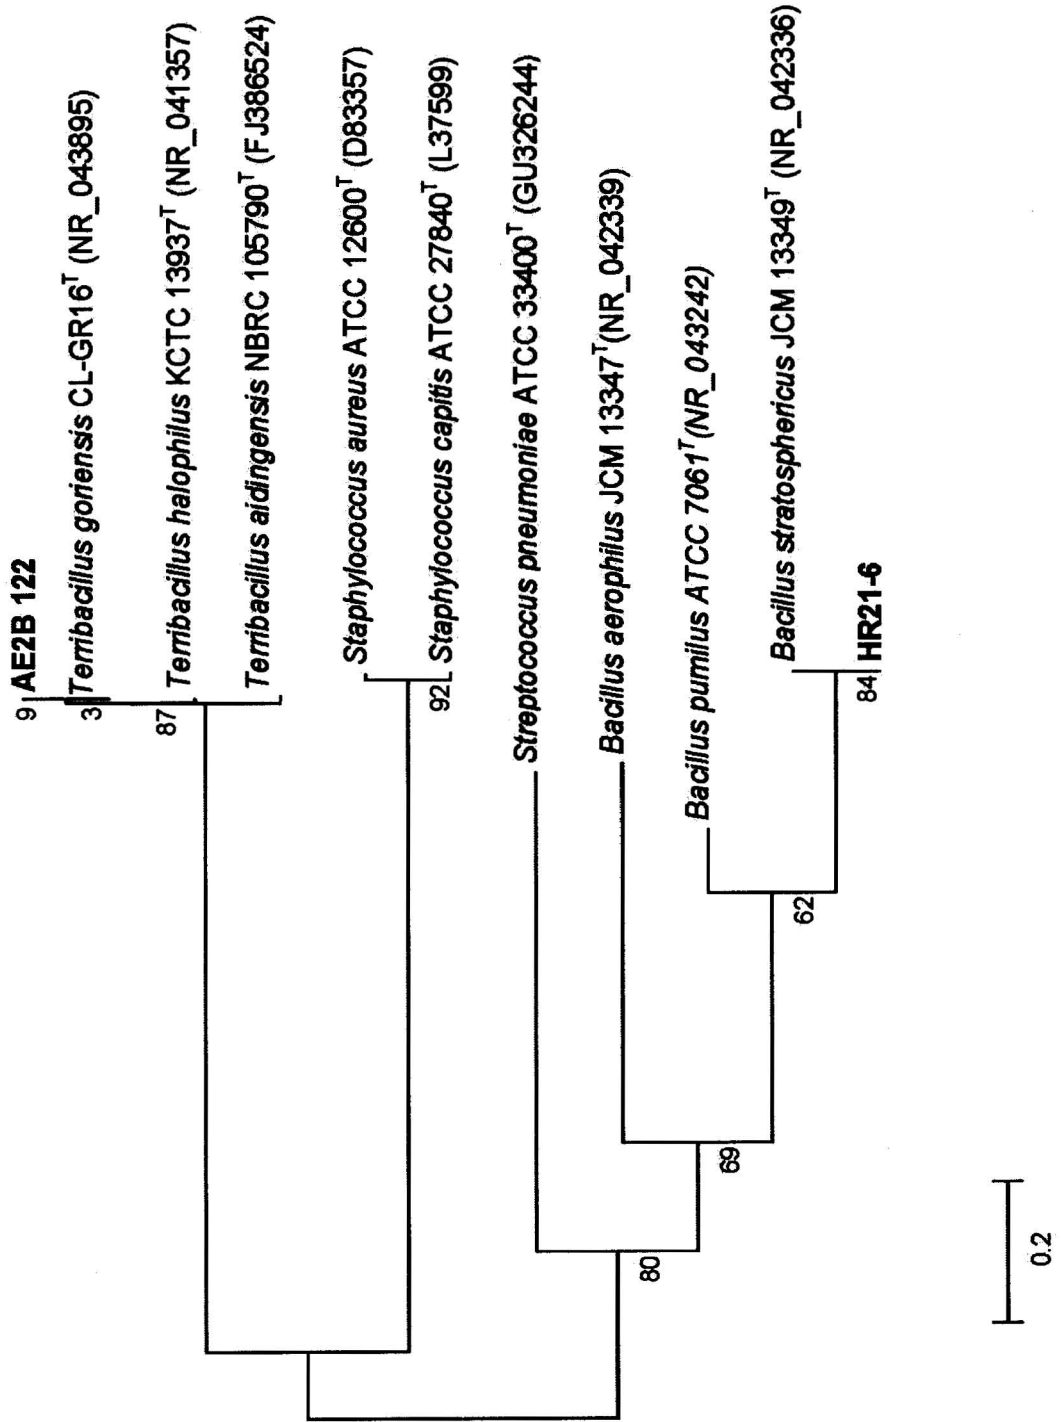 AE2B 122
9
Terribacillus goriensis CL-GR16ᵀ (NR_043895)
3
Terribacillus halophilus KCTC 13937ᵀ (NR_041357)
87
Terribacillus aidingensis NBRC 105790ᵀ (FJ386524)
Staphylococcus aureus ATCC 12600ᵀ (D83357)
Staphylococcus capitis ATCC 27840ᵀ (L37599)
92
Streptococcus pneumoniae ATCC 33400ᵀ (GU326244)
Bacillus aerophilus JCM 13347ᵀ(NR_042339)
80
Bacillus pumilus ATCC 7061ᵀ(NR_043242)
69
Bacillus stratosphericus JCM 13349ᵀ (NR_042336)
62
HR21-6
84
0.2